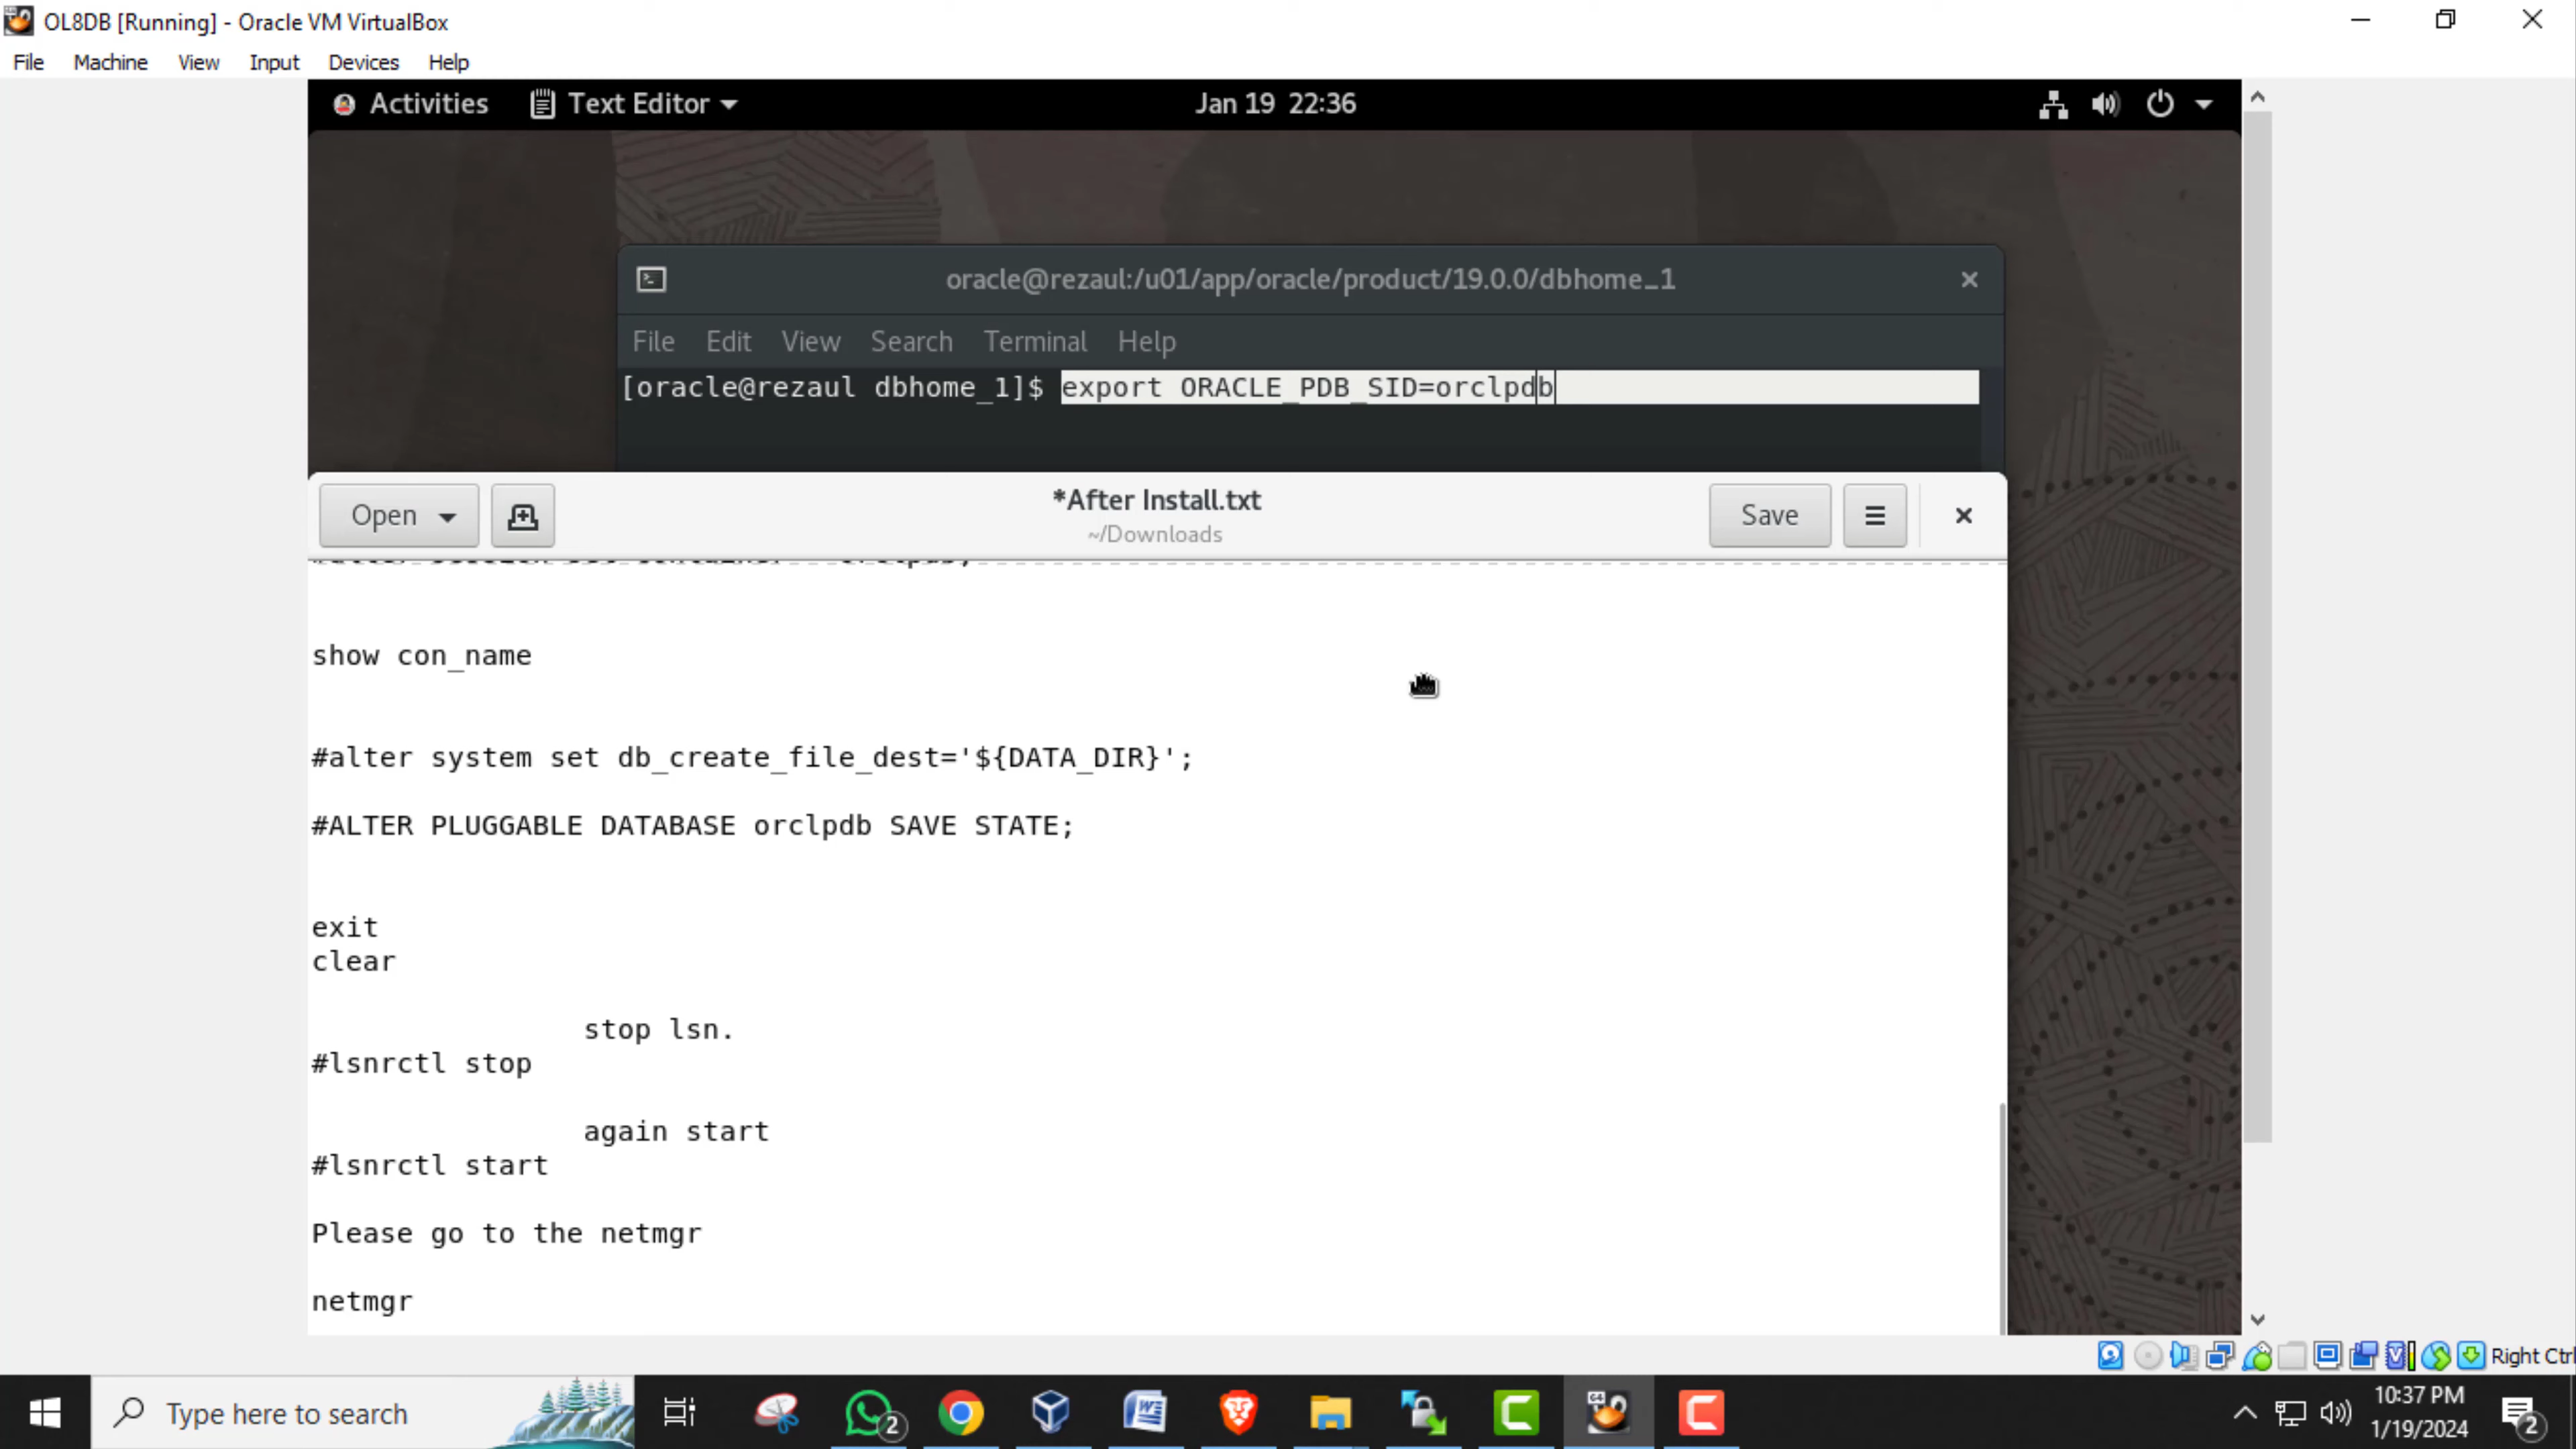 OL8DB [Running] - Oracle VM VirtualBox
File Machine View Input Devices Help
Activities Text Editor Jan 19 22:36
oracle@rezaul:/u01/app/oracle/product/19.0.0/dbhome_1
File Edit View Search Terminal Help
[oracle@rezaul dbhome_1]$ export ORACLE_PDB_SID=orclpdb
Open *After Install.txt Save
~/Downloads
show con_name
#alter system set db_create_file_dest='${DATA_DIR}';
#ALTER PLUGGABLE DATABASE orclpdb SAVE STATE;
exit
clear
stop lsn.
#lsnrctl stop
again start
#lsnrctl start
Please go to the netmgr
netmgr
Right Ctrl
Type here to search
2
64
10:37 PM
1/19/2024
2